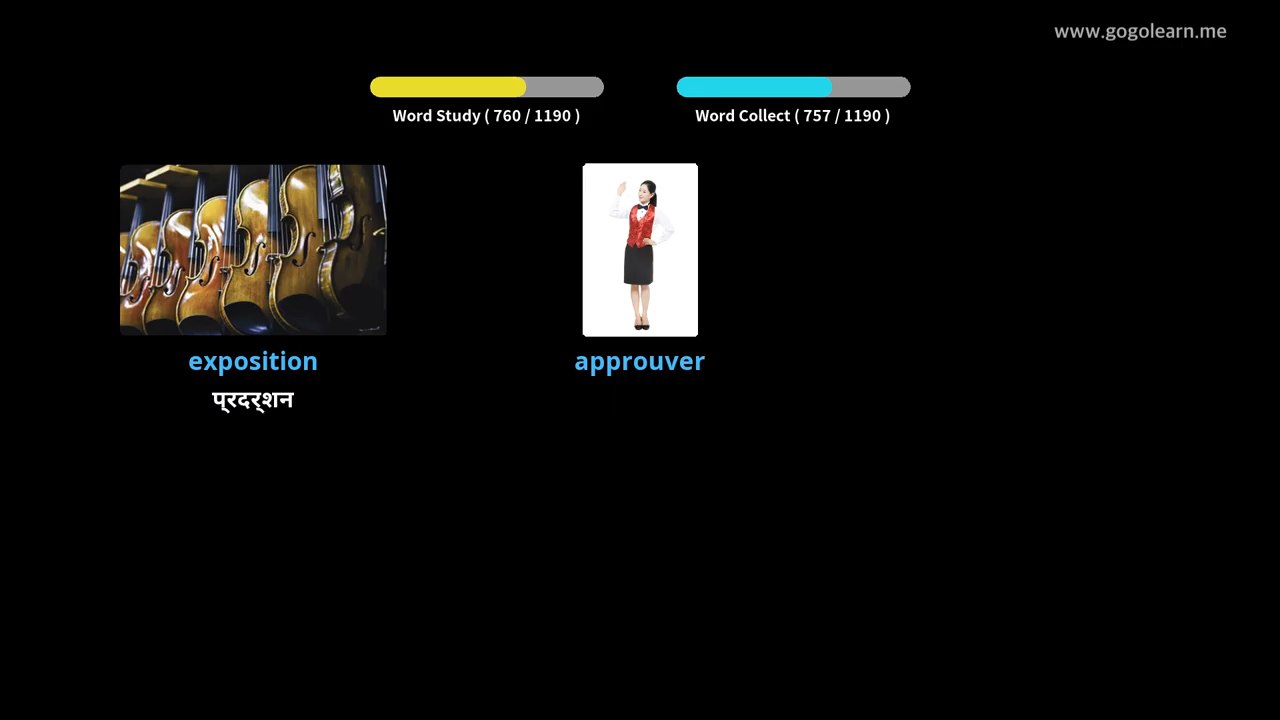 www.gogolearn.me
Word Study ( 760 / 1190 )
Word Collect ( 757 / 1190 )
exposition
प्रदर्शन
approuver